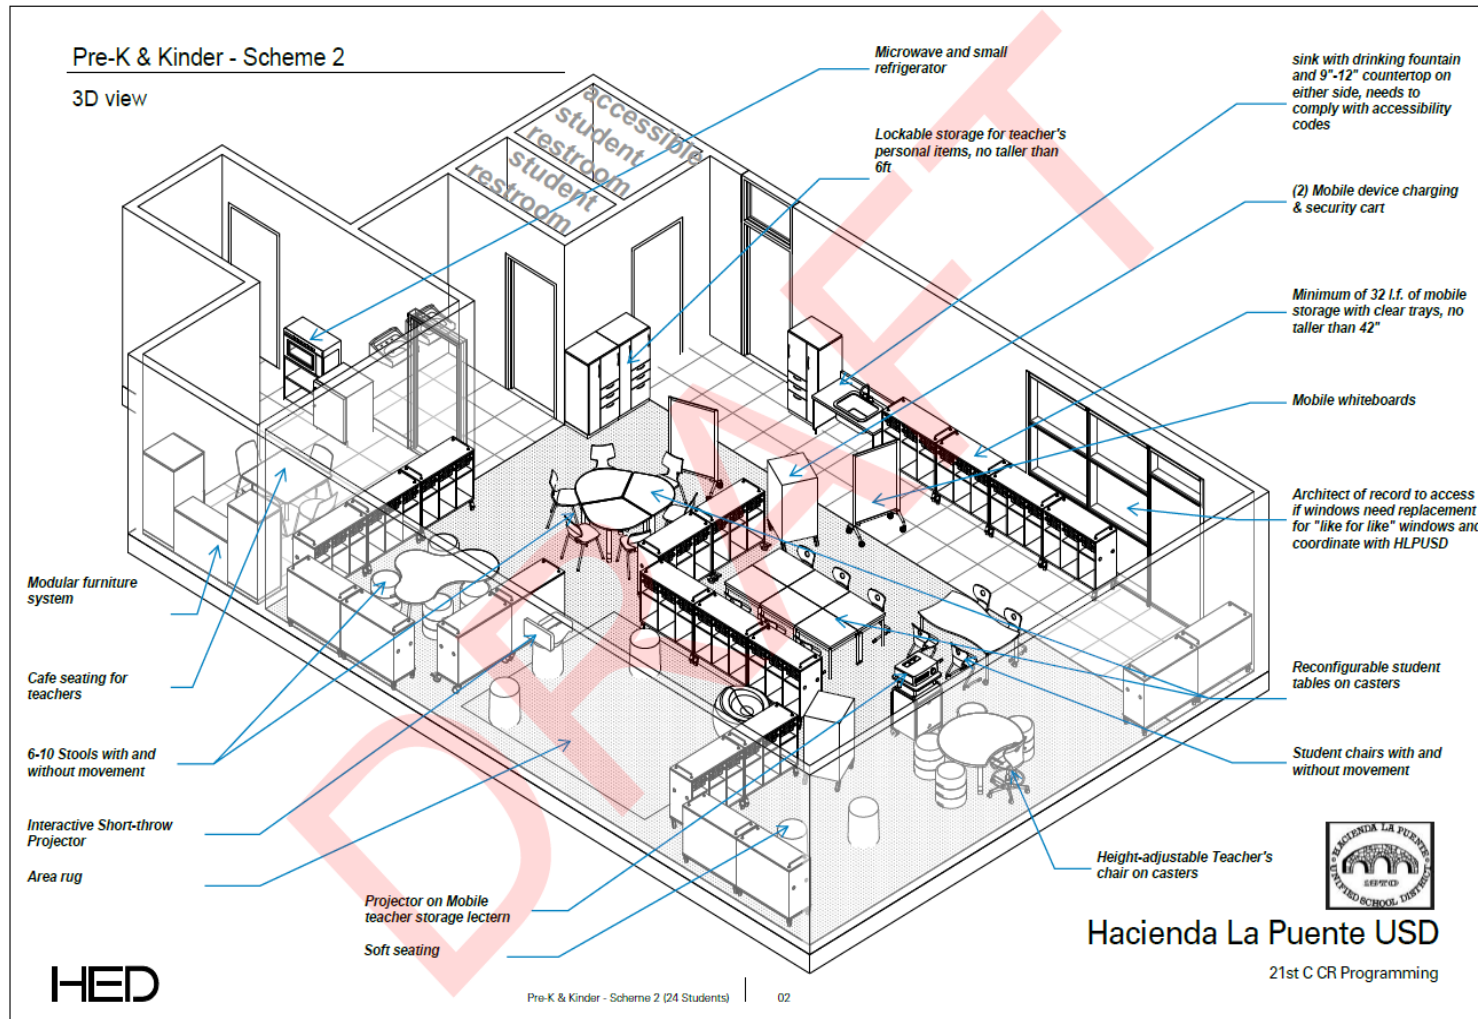 Pre-K & Kinder - Scheme 2
3D view
Microwave and small
refrigerator
Lockable storage for teacher's
personal items, no taller than
6ft
sink with drinking fountain
and 9"-12" countertop on
either side, needs to
comply with accessibility
codes
(2) Mobile device charging
& security cart
Minimum of 32 l.f. of mobile
storage with clear trays, no
taller than 42"
Mobile whiteboards
Architect of record to access
if windows need replacement
for "like for like" windows and
coordinate with HLPUSD
Reconfigurable student
tables on casters
Student chairs with and
without movement
Height-adjustable Teacher's
chair on casters
accessible
student
restroom
student
restroom
DRAFT
Modular furniture
system
Cafe seating for
teachers
6-10 Stools with and
without movement
Interactive Short-throw
Projector
Area rug
Projector on Mobile
teacher storage lectern
Soft seating
HACIENDA LA PUENTE
UNIFIED SCHOOL DISTRICT
1970
Hacienda La Puente USD
21st C CR Programming
HED
Pre-K & Kinder - Scheme 2 (24 Students)
02